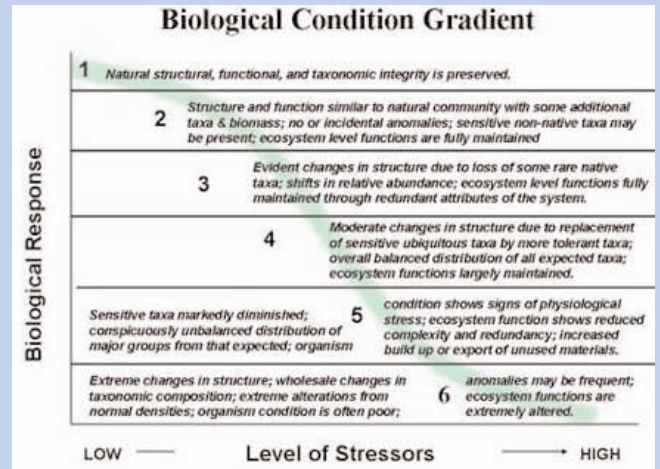 Biological Condition Gradient
Biological Response
1 Natural structural, functional, and taxonomic integrity is preserved.
2 Structure and function similar to natural community with some additional
taxa & biomass; no or incidental anomalies; sensitive non-native taxa may
be present; ecosystem level functions are fully maintained
3 Evident changes in structure due to loss of some rare native
taxa; shifts in relative abundance; ecosystem level functions fully
maintained through redundant attributes of the system.
4 Moderate changes in structure due to replacement
of sensitive ubiquitous taxa by more tolerant taxa;
overall balanced distribution of all expected taxa;
ecosystem functions largely maintained.
Sensitive taxa markedly diminished;
conspicuously unbalanced distribution of
major groups from that expected; organism
5 condition shows signs of physiological
stress; ecosystem function shows reduced
complexity and redundancy; increased
build up or export of unused materials.
Extreme changes in structure; wholesale changes in
taxonomic composition; extreme alterations from
normal densities; organism condition is often poor;
6 anomalies may be frequent;
ecosystem functions are
extremely altered.
LOW Level of Stressors HIGH